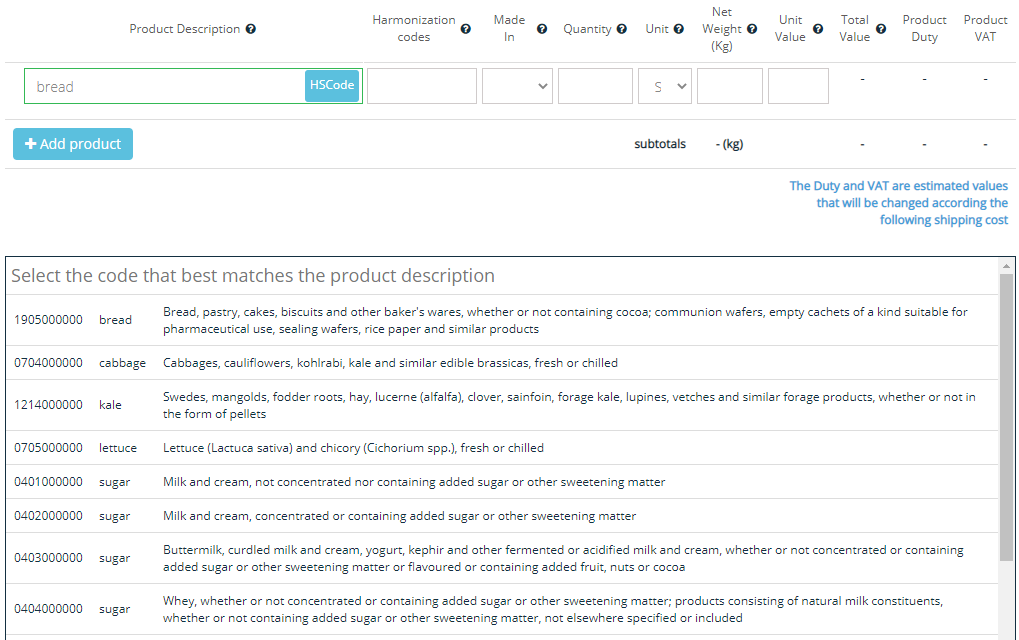 Product Description
Harmonization
codes
Made
In
Quantity
Unit
Net
Weight
(Kg)
Unit
Value
Total
Value
Product
Duty
Product
VAT
bread
HSCode
S
-
-
-
Add product
subtotals
- (kg)
-
-
-
The Duty and VAT are estimated values
that will be changed according the
following shipping cost
Select the code that best matches the product description
1905000000 bread Bread, pastry, cakes, biscuits and other baker's wares, whether or not containing cocoa; communion wafers, empty cachets of a kind suitable for
pharmaceutical use, sealing wafers, rice paper and similar products
0704000000 cabbage Cabbages, cauliflowers, kohlrabi, kale and similar edible brassicas, fresh or chilled
1214000000 kale Swedes, mangolds, fodder roots, hay, lucerne (alfalfa), clover, sainfoin, forage kale, lupines, vetches and similar forage products, whether or not in
the form of pellets
0705000000 lettuce Lettuce (Lactuca sativa) and chicory (Cichorium spp.), fresh or chilled
0401000000 sugar Milk and cream, not concentrated nor containing added sugar or other sweetening matter
0402000000 sugar Milk and cream, concentrated or containing added sugar or other sweetening matter
0403000000 sugar Buttermilk, curdled milk and cream, yogurt, kephir and other fermented or acidified milk and cream, whether or not concentrated or containing
added sugar or other sweetening matter or flavoured or containing added fruit, nuts or cocoa
0404000000 sugar Whey, whether or not concentrated or containing added sugar or other sweetening matter; products consisting of natural milk constituents,
whether or not containing added sugar or other sweetening matter, not elsewhere specified or included